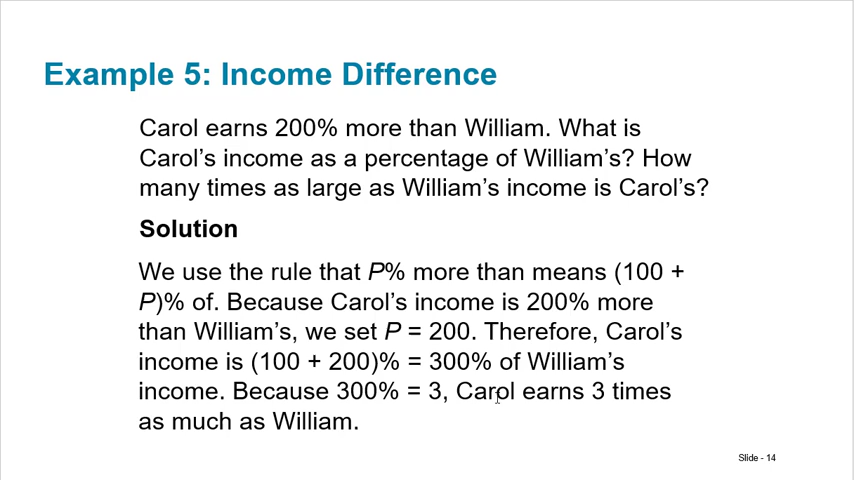 Example 5: Income Difference
Carol earns 200% more than William. What is
Carol’s income as a percentage of William’s? How
many times as large as William’s income is Carol’s?
Solution
We use the rule that P% more than means (100 +
P)% of. Because Carol’s income is 200% more
than William’s, we set P = 200. Therefore, Carol’s
income is (100 + 200)% = 300% of William’s
income. Because 300% = 3, Carol earns 3 times
as much as William.
Slide - 14